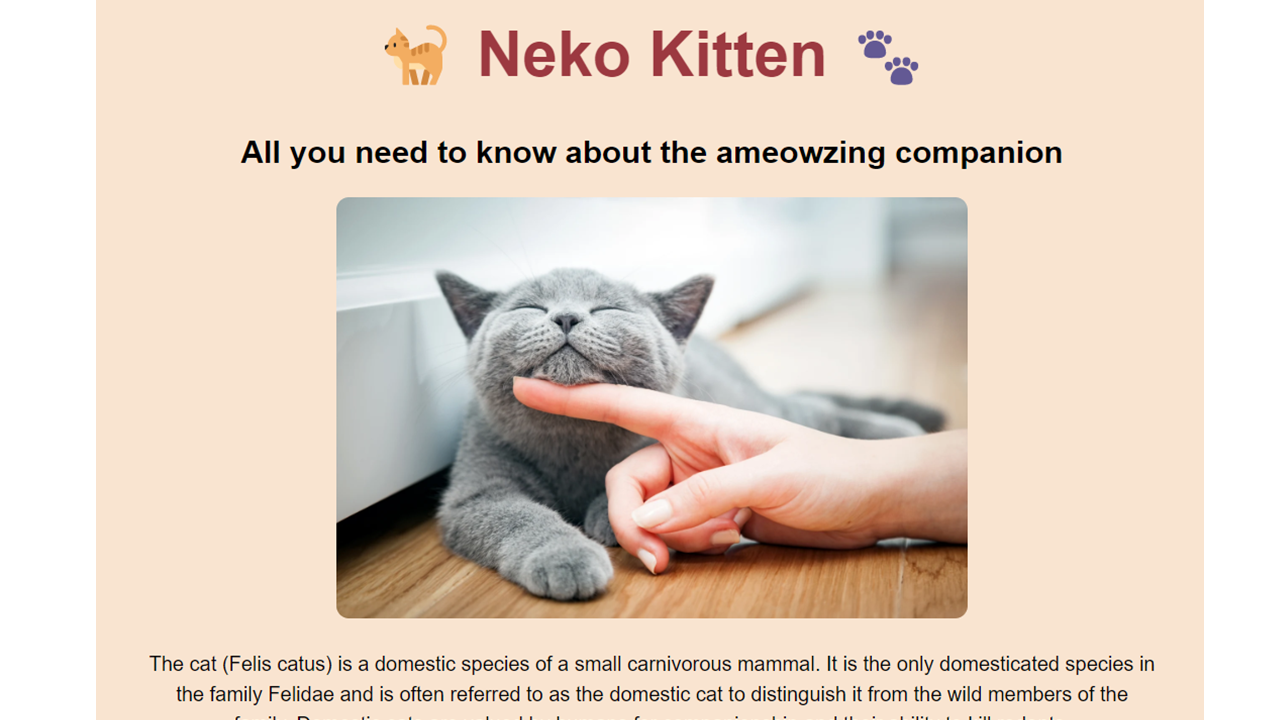 Neko Kitten
All you need to know about the ameowzing companion
The cat (Felis catus) is a domestic species of a small carnivorous mammal. It is the only domesticated species in
the family Felidae and is often referred to as the domestic cat to distinguish it from the wild members of the